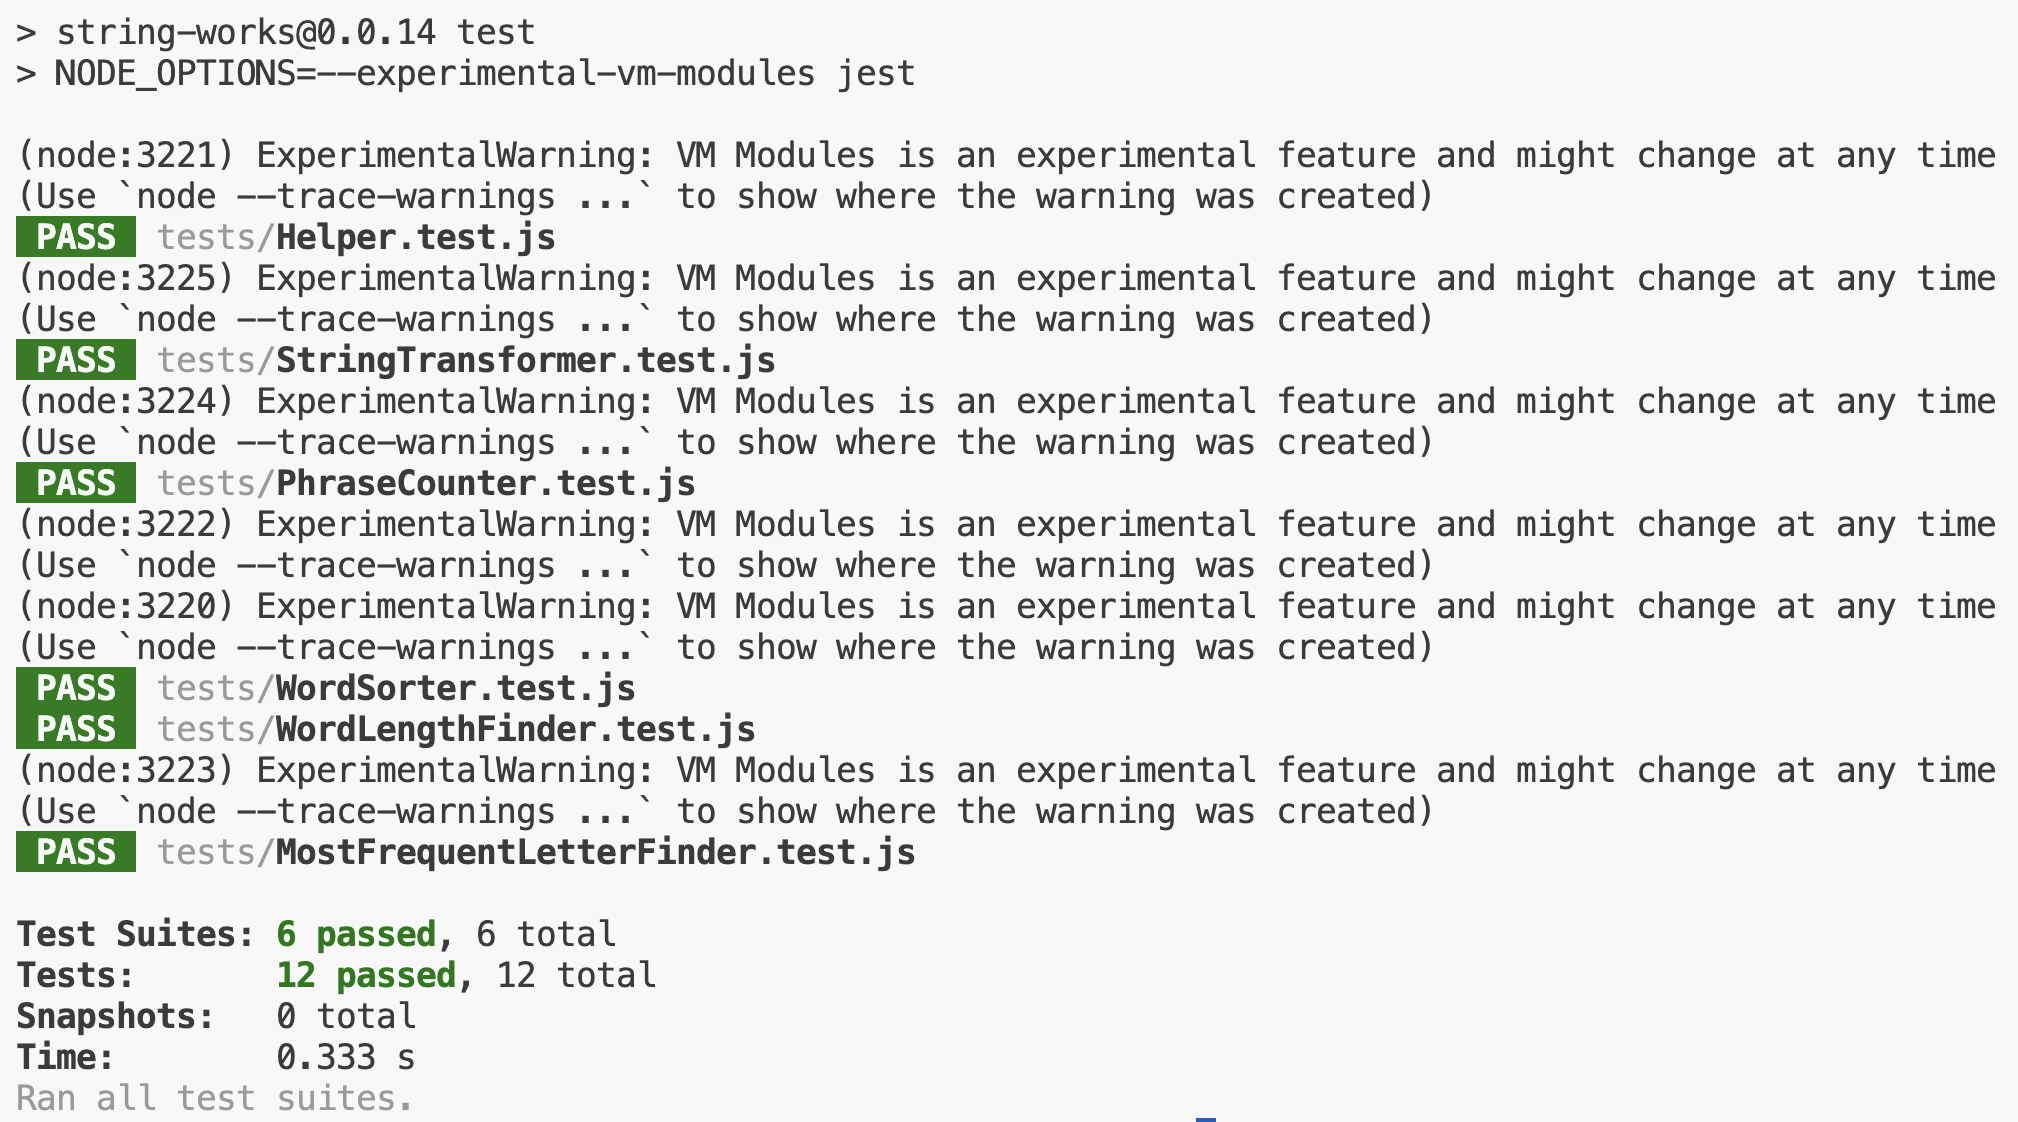 > string-works@0.0.14 test
> NODE_OPTIONS=--experimental-vm-modules jest
(node:3221) ExperimentalWarning: VM Modules is an experimental feature and might change at any time
(Use `node --trace-warnings ...` to show where the warning was created)
PASS tests/Helper.test.js
(node:3225) ExperimentalWarning: VM Modules is an experimental feature and might change at any time
(Use `node --trace-warnings ...` to show where the warning was created)
PASS tests/StringTransformer.test.js
(node:3224) ExperimentalWarning: VM Modules is an experimental feature and might change at any time
(Use `node --trace-warnings ...` to show where the warning was created)
PASS tests/PhraseCounter.test.js
(node:3222) ExperimentalWarning: VM Modules is an experimental feature and might change at any time
(Use `node --trace-warnings ...` to show where the warning was created)
(node:3220) ExperimentalWarning: VM Modules is an experimental feature and might change at any time
(Use `node --trace-warnings ...` to show where the warning was created)
PASS tests/WordSorter.test.js
PASS tests/WordLengthFinder.test.js
(node:3223) ExperimentalWarning: VM Modules is an experimental feature and might change at any time
(Use `node --trace-warnings ...` to show where the warning was created)
PASS tests/MostFrequentLetterFinder.test.js
Test Suites: 6 passed, 6 total
Tests: 12 passed, 12 total
Snapshots: 0 total
Time: 0.333 s
Ran all test suites.